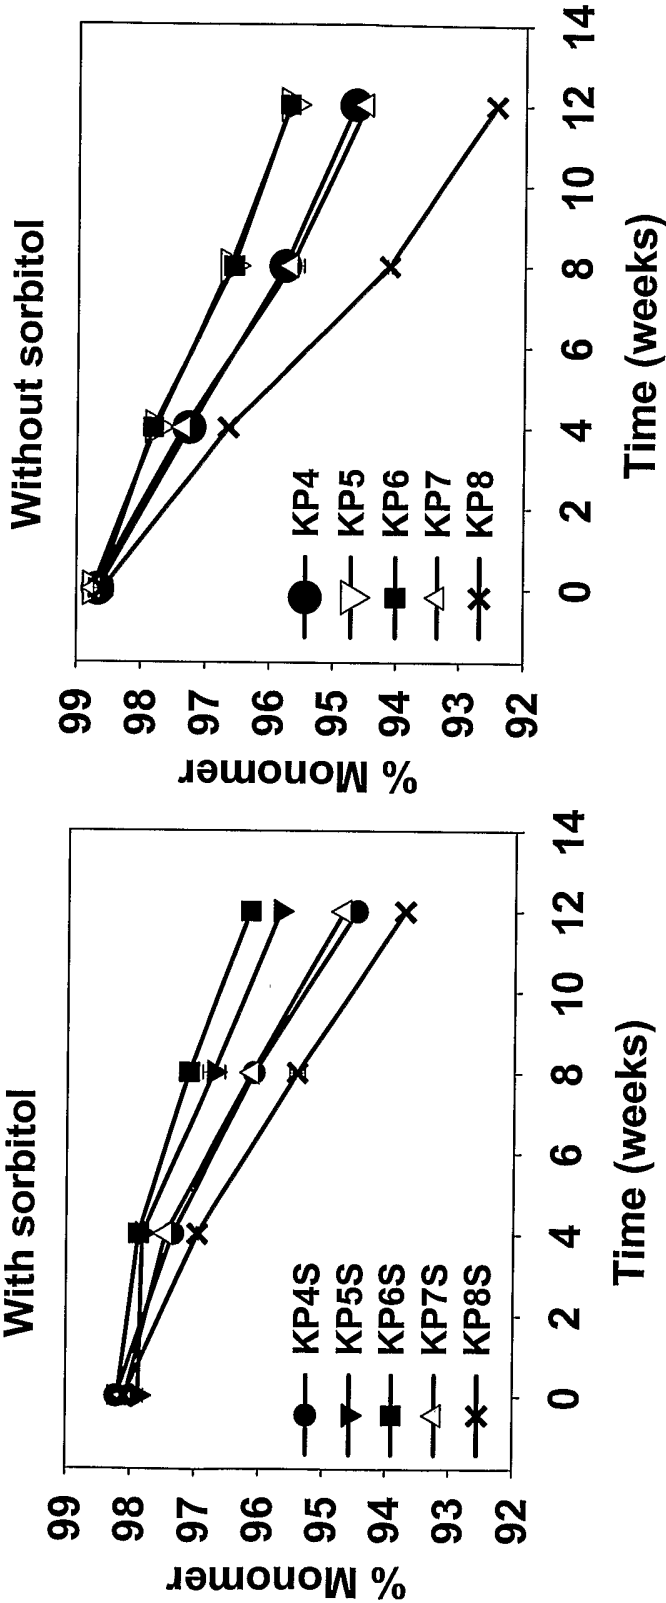 With sorbitol
99
98
97
96
95
94
93
92
% Monomer
KP4S
KP5S
KP6S
KP7S
KP8S
0 2 4 6 8 10 12 14
Time (weeks)
Without sorbitol
99
98
97
96
95
94
93
92
% Monomer
KP4
KP5
KP6
KP7
KP8
0 2 4 6 8 10 12 14
Time (weeks)